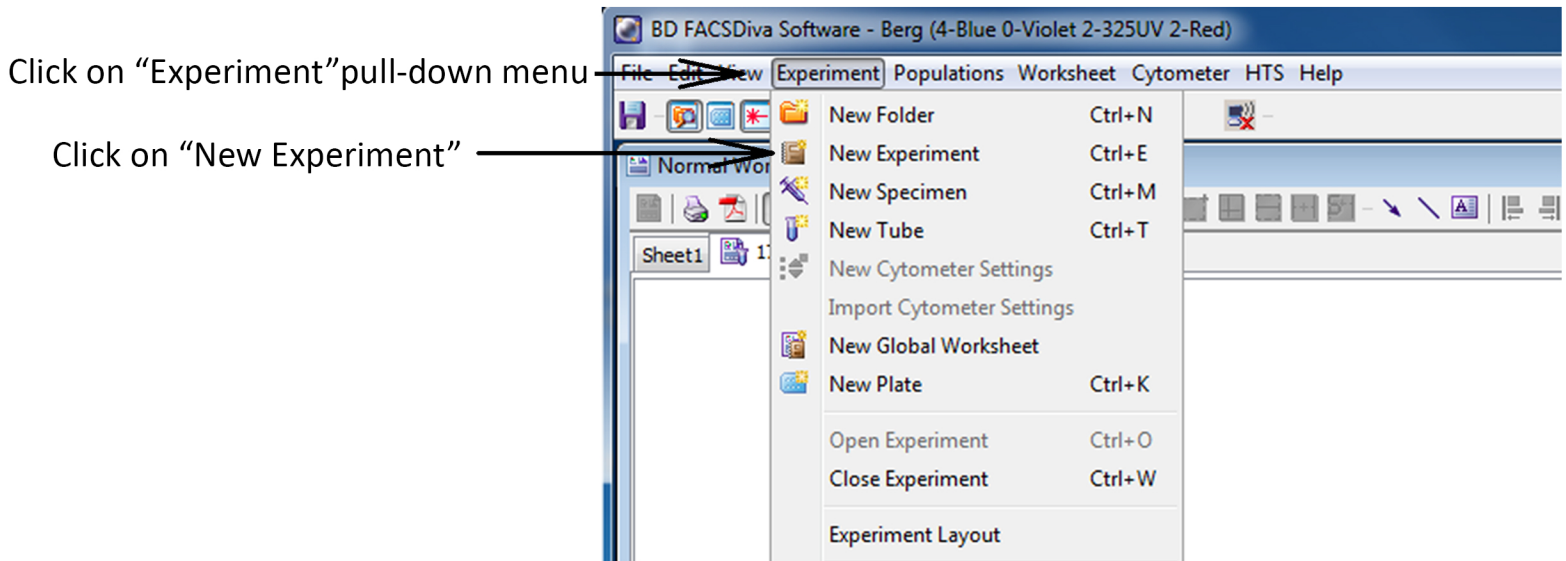 BD FACSDiva Software - Berg (4-Blue 0-Violet 2-325UV 2-Red)
Click on “Experiment”pull-down menu
File Edit View Experiment Populations Worksheet Cytometer HTS Help
New Folder Ctrl+N
Click on “New Experiment”
New Experiment Ctrl+E
Normal Wor
New Specimen Ctrl+M
New Tube Ctrl+T
Sheet1
New Cytometer Settings
Import Cytometer Settings
New Global Worksheet
New Plate Ctrl+K
Open Experiment Ctrl+O
Close Experiment Ctrl+W
Experiment Layout